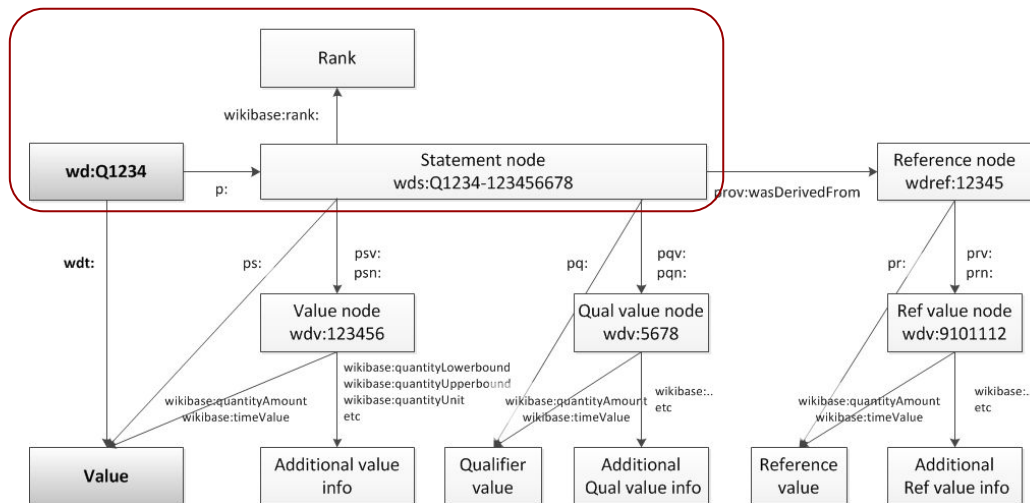 Rank
wikibase:rank:
wd:Q1234
p:
Statement node
wds:Q1234-123456678
prov:wasDerivedFrom
Reference node
wdref:12345
wdt:
ps:
psv:
psn:
pq:
pqv:
pqn:
pr:
prv:
prn:
Value node
wdv:123456
Qual value node
wdv:5678
Ref value node
wdv:9101112
wikibase:quantityAmount
wikibase:timeValue
wikibase:quantityLowerbound
wikibase:quantityUpperbound
wikibase:quantityUnit
etc
wikibase:quantityAmount
wikibase:timeValue
wikibase:..
etc
wikibase:quantityAmount
wikibase:timeValue
wikibase:..
etc
Value
Additional value
info
Qualifier
value
Additional
Qual value info
Reference
value
Additional
Ref value info